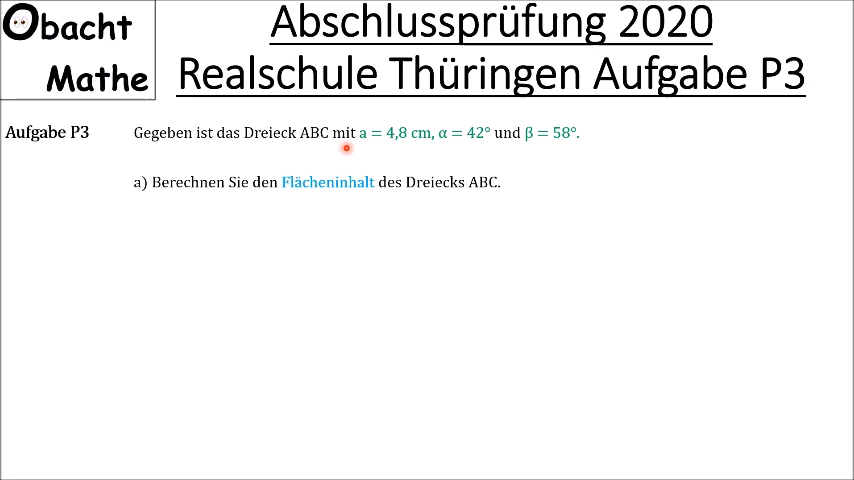 Obacht
Mathe
Abschlussprüfung 2020
Realschule Thüringen Aufgabe P3
Aufgabe P3 Gegeben ist das Dreieck ABC mit a = 4,8 cm, α = 42° und β = 58°.
a) Berechnen Sie den Flächeninhalt des Dreiecks ABC.